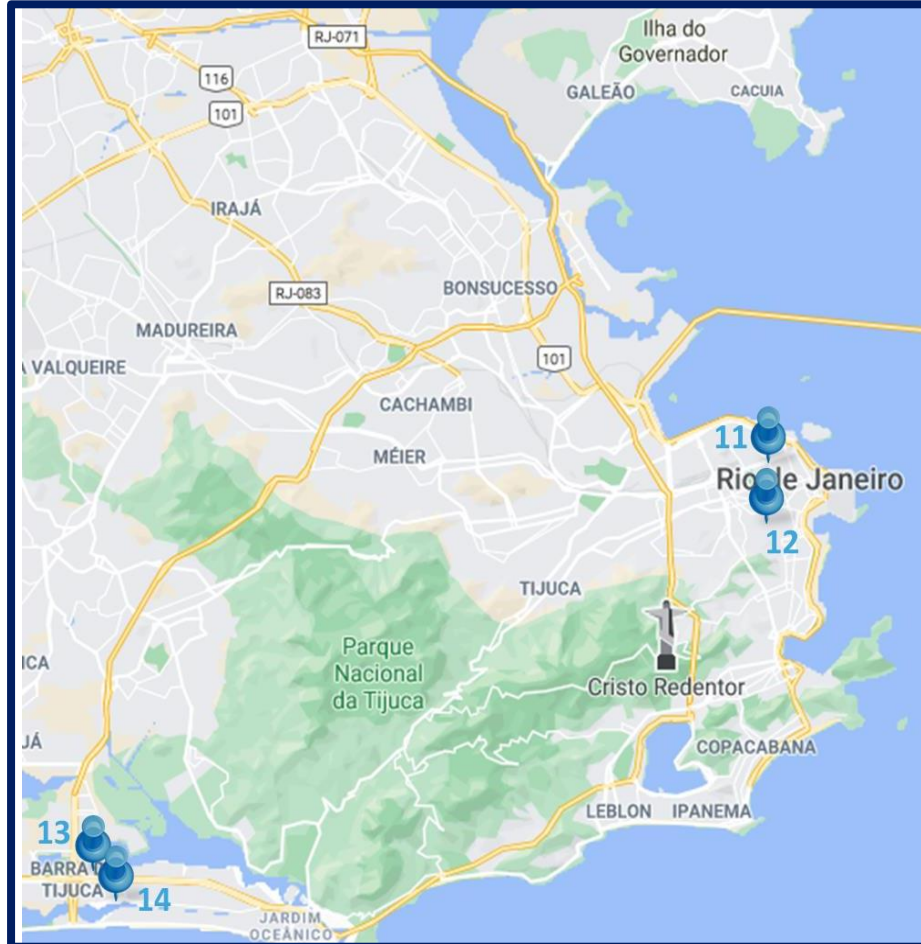 Ilha do
Governador
RJ-071
116
GALEÃO
CACUIA
101
IRAJÁ
RJ-083
BONSUCESSO
MADUREIRA
VALQUEIRE
101
CACHAMBI
11
MÉIER
Rio de Janeiro
12
TIJUCA
Parque
Nacional
da Tijuca
Cristo Redentor
COPACABANA
LEBLON
IPANEMA
13
BARRA
TIJUCA
14
JARDIM
OCEÂNICO